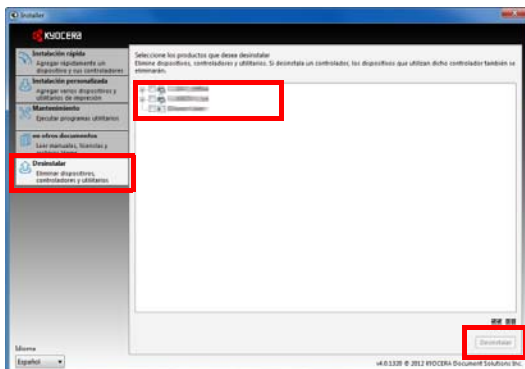 Installer
KYOCERA
Instalación rápida
Agregar rápidamente un
dispositivo y sus controladores
Instalación personalizada
Agregar varios dispositivos y
utilitarios de impresión
Mantenimiento
Ejecutar programas utilitarios
en otros documentos
Leer manuales, licencias y
Desinstalar
Eliminar dispositivos,
controladores y utilitarios
Seleccione los productos que desea desinstalar
Elimine dispositivos, controladores y utilitarios. Si desinstala un controlador, los dispositivos que utilizan dicho controlador también se
eliminarán.
Desinstalar
Idioma
Español
v4.0.1320 © 2012 KYOCERA Document Solutions Inc.